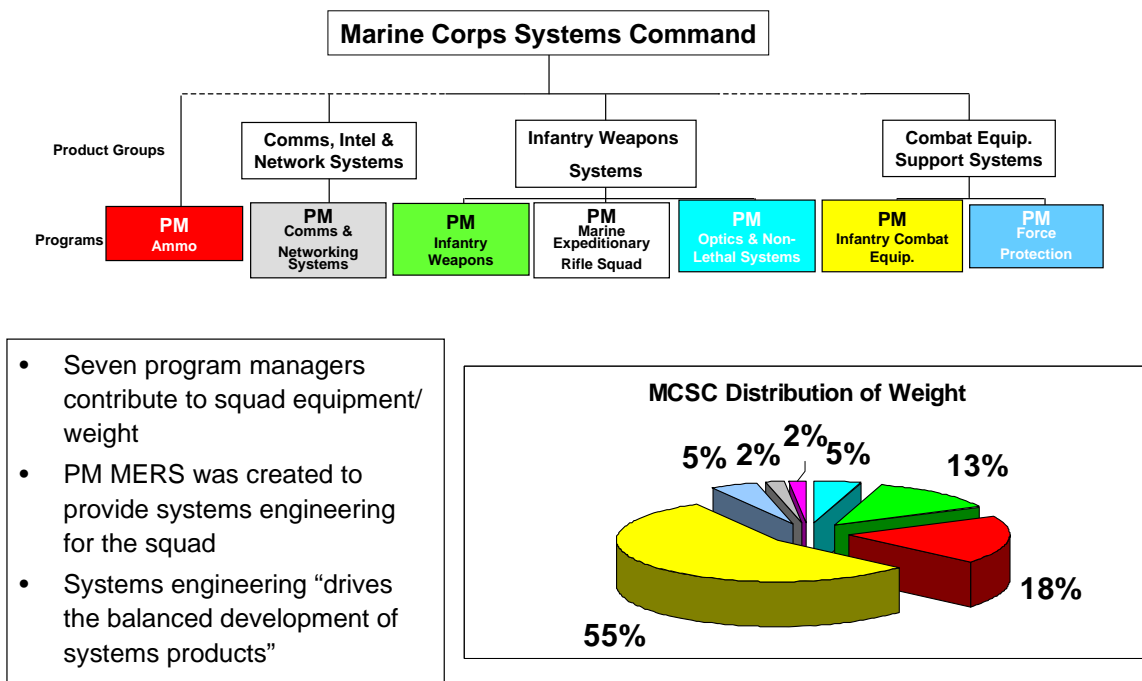 Marine Corps Systems Command
Product Groups
Comms, Intel &
Network Systems
Infantry Weapons
Systems
Combat Equip.
Support Systems
Programs
PM
Ammo
PM
Comms &
Networking
Systems
PM
Infantry
Weapons
PM
Marine
Expeditionary
Rifle Squad
PM
Optics & Non-
Lethal Systems
PM
Infantry Combat
Equip.
PM
Force
Protection
• Seven program managers
contribute to squad equipment/
weight
• PM MERS was created to
provide systems engineering
for the squad
• Systems engineering “drives
the balanced development of
systems products”
MCSC Distribution of Weight
5%
2%
2%
5%
13%
18%
55%